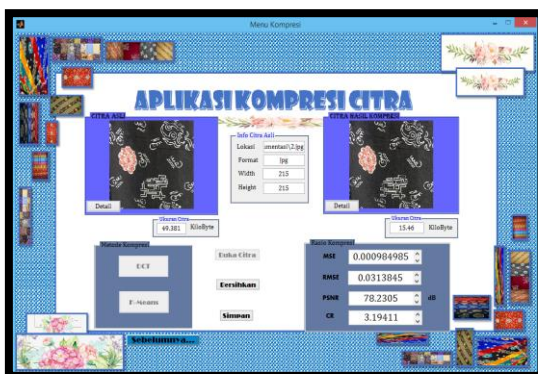 Menu Kompresi
APLIKASI KOMPRESI CITRA
CITRA ASLI
Detail
Ukuran Citra
49.381 KiloByte
Info Citra Asli
Lokasi :mentasi\2.jpg
Format jpg
Width 215
Height 215
CITRA HASIL KOMPRESI
Detail
Ukuran Citra
15.46 KiloByte
Metode Kompresi
DCT
K-Means
Buka Citra
Bersihkan
Simpan
Rasio Kompresi
MSE 0.000984985
RMSE 0.0313845
PSNR 78.2305 dB
CR 3.19411
Sebelumnya...